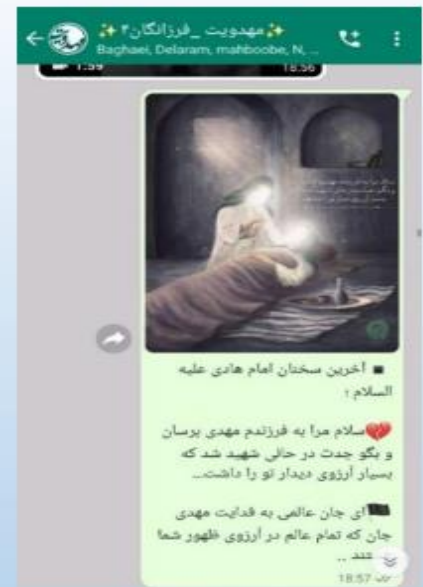 ✨مهدویت _فرزانگان۲✨
Baghaei, Delaram, mahboobe, N, ...
1:59
18:56
▪ آخرین سخنان امام هادی علیه
السلام ؛
💔سلام مرا به فرزندم مهدی برسان
و بگو جدت در حالی شهید شد که
بسیار آرزوی دیدار تو را داشت...
🏴ای جان عالمی به فدایت مهدی
جان که تمام عالم در آرزوی ظهور شما
..
18:57